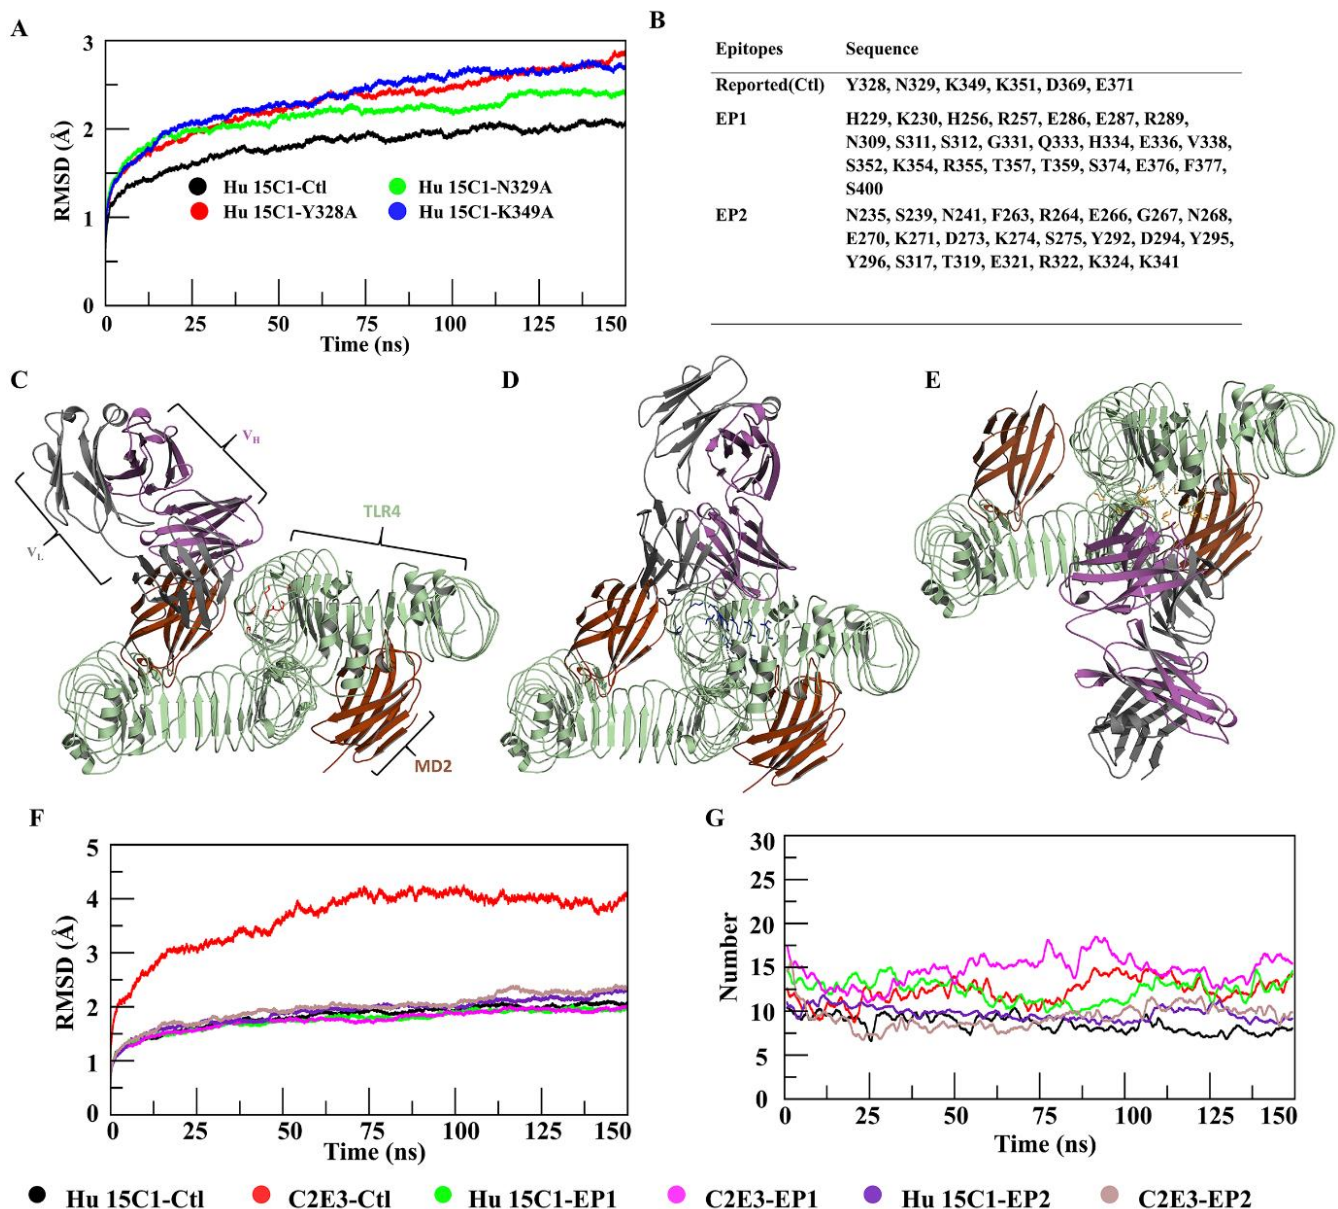 A
3
2
1
0
RMSD (Å)
Hu 15C1-Ctl
Hu 15C1-N329A
Hu 15C1-Y328A
Hu 15C1-K349A
0 25 50 75 100 125 150
Time (ns)
B
Epitopes Sequence
Reported(Ctl) Y328, N329, K349, K351, D369, E371
EP1 H229, K230, H256, R257, E286, E287, R289,
N309, S311, S312, G331, Q333, H334, E336, V338,
S352, K354, R355, T357, T359, S374, E376, F377,
S400
EP2 N235, S239, N241, F263, R264, E266, G267, N268,
E270, K271, D273, K274, S275, Y292, D294, Y295,
Y296, S317, T319, E321, R322, K324, K341
C
VH
VL
TLR4
MD2
D
E
F
5
4
3
2
1
0
RMSD (Å)
0 25 50 75 100 125 150
Time (ns)
G
30
25
20
15
10
5
0
Number
0 25 50 75 100 125 150
Time (ns)
Hu 15C1-Ctl C2E3-Ctl Hu 15C1-EP1 C2E3-EP1 Hu 15C1-EP2 C2E3-EP2